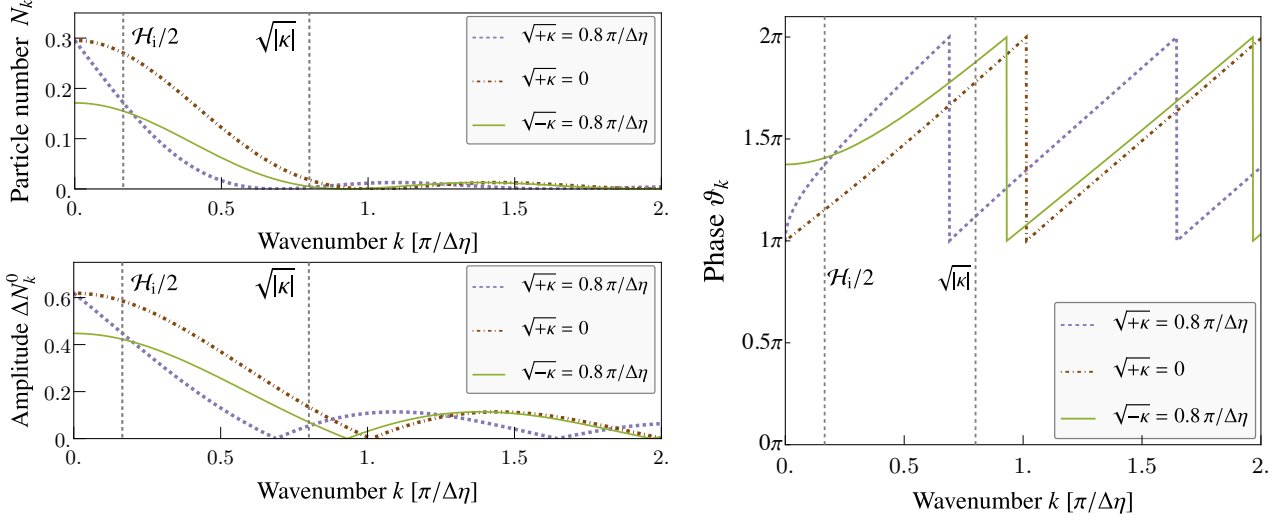 Particle number N_k
0.3
0.2
0.1
0.
ℋ_i/2
√|κ|
√+κ = 0.8 π/Δη
√+κ = 0
√−κ = 0.8 π/Δη
0. 0.5 1. 1.5 2.
Wavenumber k [π/Δη]
Amplitude ΔN_k^0
0.6
0.4
0.2
0.
ℋ_i/2
√|κ|
√+κ = 0.8 π/Δη
√+κ = 0
√−κ = 0.8 π/Δη
0. 0.5 1. 1.5 2.
Wavenumber k [π/Δη]
Phase ϑ_k
2π
1.5π
1π
0.5π
0π
ℋ_i/2
√|κ|
√+κ = 0.8 π/Δη
√+κ = 0
√−κ = 0.8 π/Δη
0. 0.5 1. 1.5 2.
Wavenumber k [π/Δη]